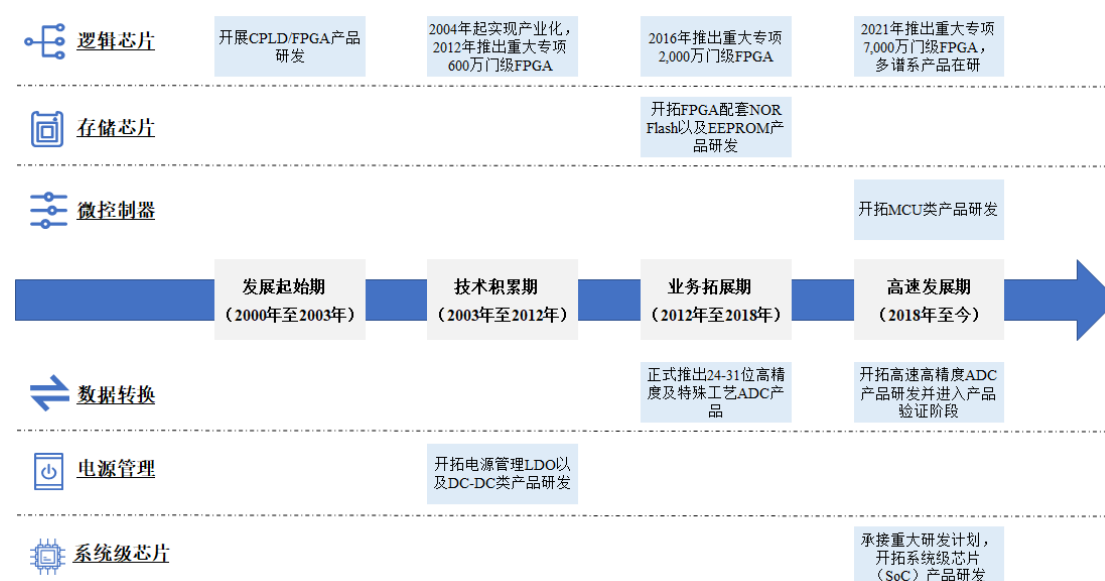 逻辑芯片
开展CPLD/FPGA产品
研发
2004年起实现产业化，
2012年推出重大专项
600万门级FPGA
2016年推出重大专项
2,000万门级FPGA
2021年推出重大专项
7,000万门级FPGA，
多谱系产品在研
存储芯片
开拓FPGA配套NOR
Flash以及EEPROM产
品研发
微控制器
开拓MCU类产品研发
发展起始期
（2000年至2003年）
技术积累期
（2003年至2012年）
业务拓展期
（2012年至2018年）
高速发展期
（2018年至今）
数据转换
正式推出24-31位高精
度及特殊工艺ADC产
品
开拓高速高精度ADC
产品研发并进入产品
验证阶段
电源管理
开拓电源管理LDO以
及DC-DC类产品研发
系统级芯片
承接重大研发计划，
开拓系统级芯片
（SoC）产品研发